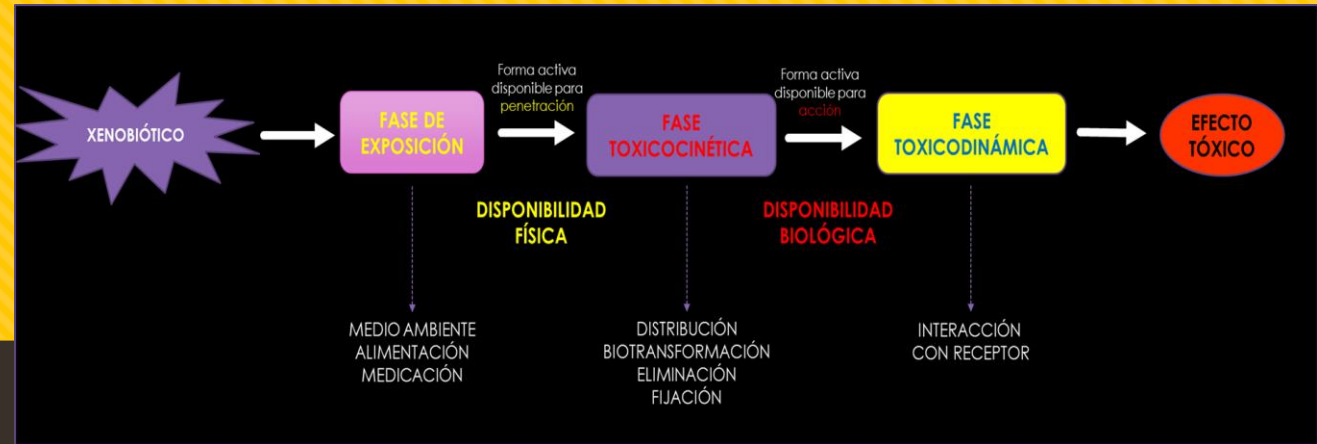 XENOBIÓTICO
FASE DE
EXPOSICIÓN
Forma activa
disponible para
penetración
FASE
TOXICOCINÉTICA
Forma activa
disponible para
acción
FASE
TOXICODINÁMICA
EFECTO
TÓXICO
DISPONIBILIDAD
FÍSICA
DISPONIBILIDAD
BIOLÓGICA
MEDIO AMBIENTE
ALIMENTACIÓN
MEDICACIÓN
DISTRIBUCIÓN
BIOTRANSFORMACIÓN
ELIMINACIÓN
FIJACIÓN
INTERACCIÓN
CON RECEPTOR